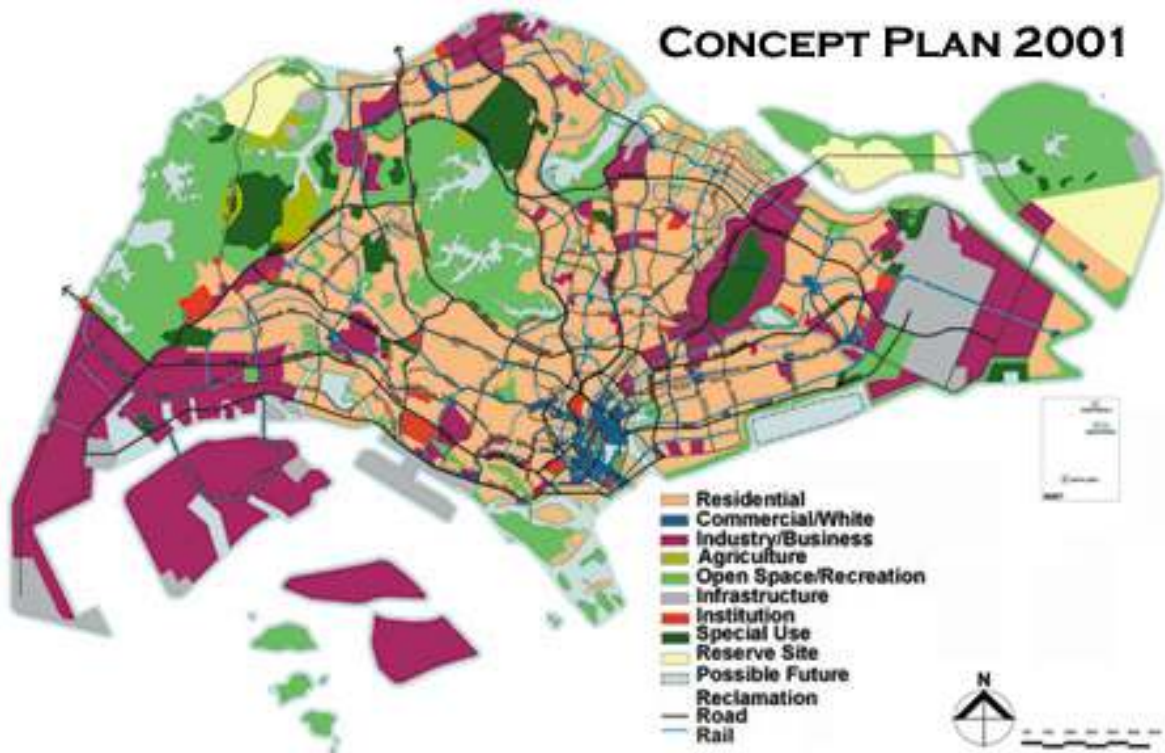 CONCEPT PLAN 2001
Residential
Commercial/White
Industry/Business
Agriculture
Open Space/Recreation
Infrastructure
Institution
Special Use
Reserve Site
Possible Future
Reclamation
Road
Rail
N